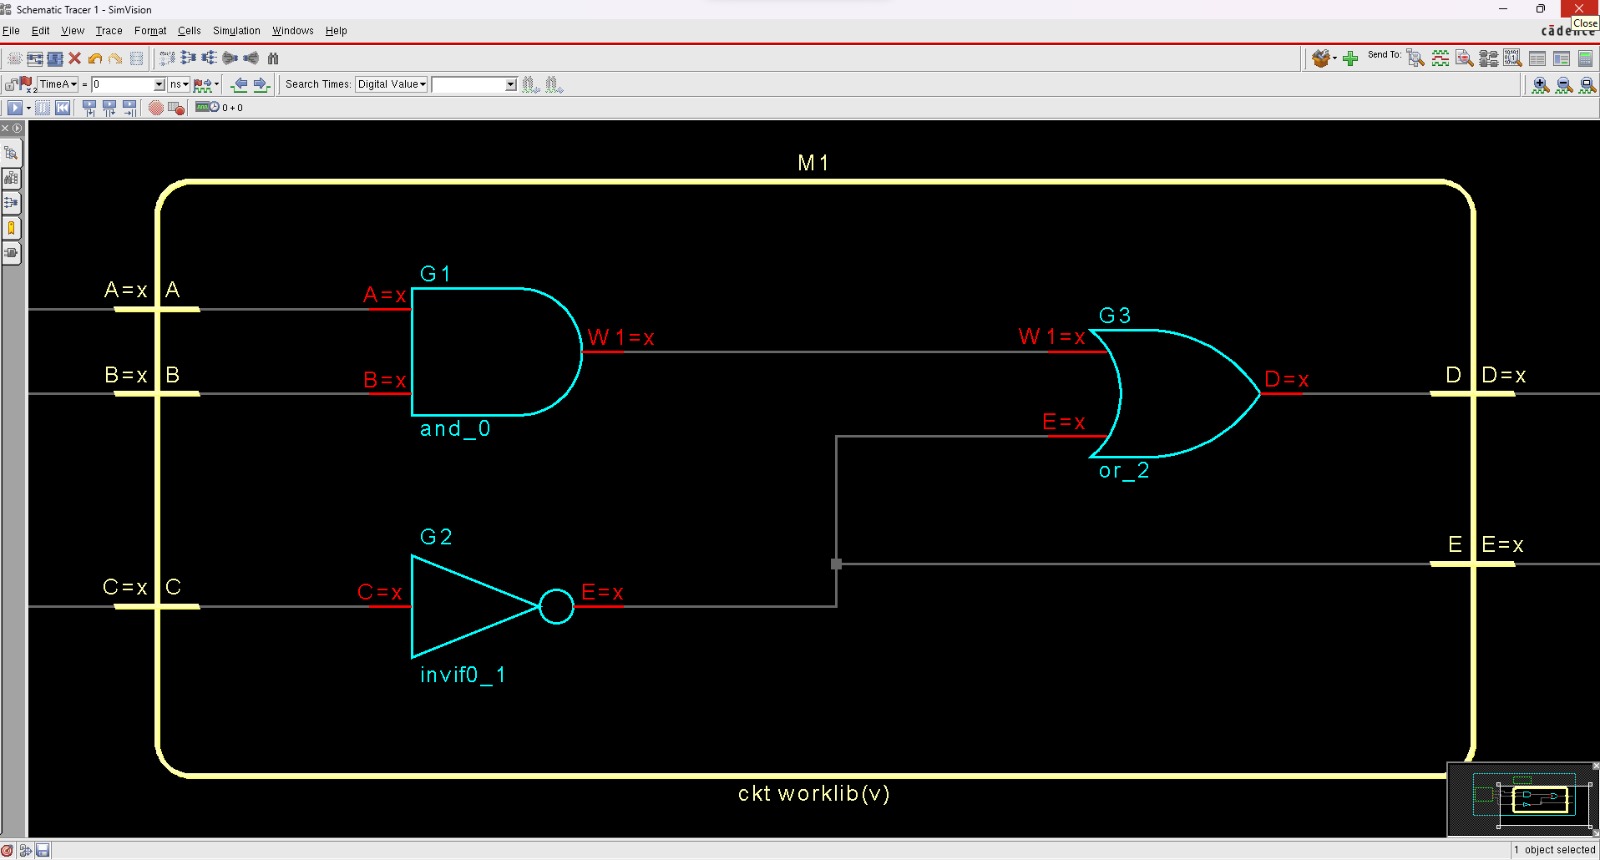 Schematic Tracer 1 - SimVision
Close
File Edit View Trace Format Cells Simulation Windows Help
cādence
Send To:
TimeA = 0 ns Search Times: Digital Value
0 + 0
M1
G1
A=x A A=x
W1=x W1=x G3
B=x B B=x D=x D D=x
and_0
E=x
or_2
G2
E E=x
C=x C C=x E=x
invif0_1
ckt worklib(v)
1 object selected